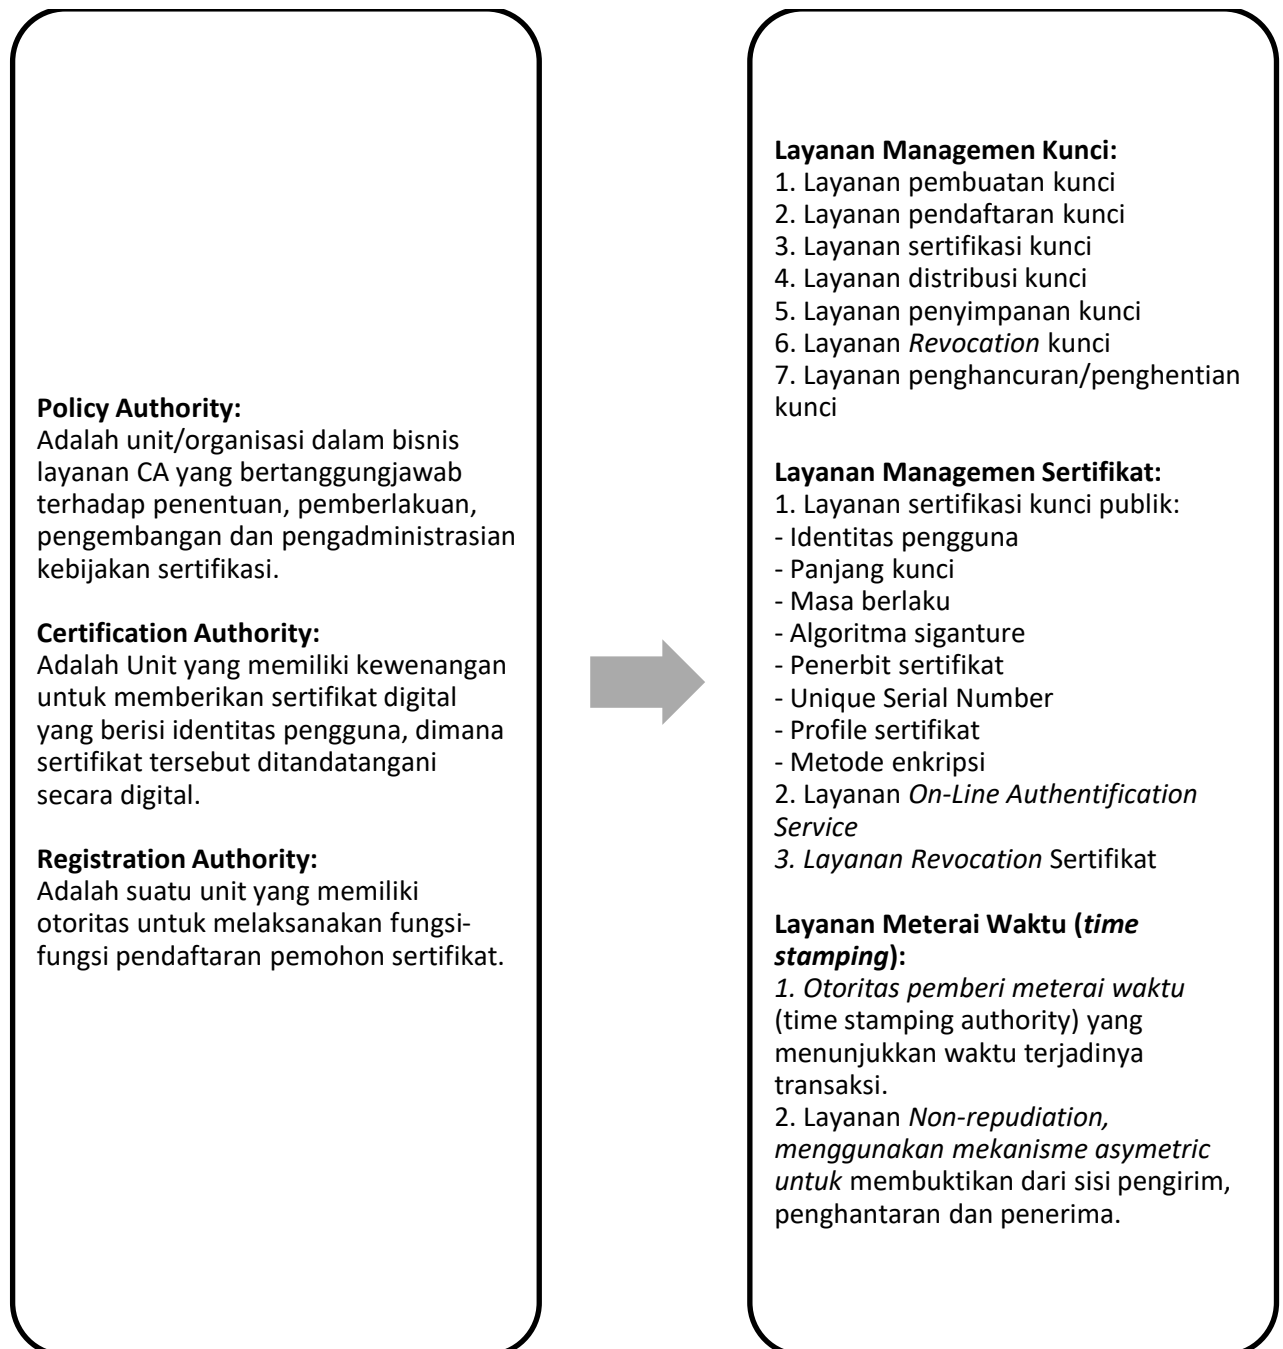 Policy Authority:
Adalah unit/organisasi dalam bisnis
layanan CA yang bertanggungjawab
terhadap penentuan, pemberlakuan,
pengembangan dan pengadministrasian
kebijakan sertifikasi.
Certification Authority:
Adalah Unit yang memiliki kewenangan
untuk memberikan sertifikat digital
yang berisi identitas pengguna, dimana
sertifikat tersebut ditandatangani
secara digital.
Registration Authority:
Adalah suatu unit yang memiliki
otoritas untuk melaksanakan fungsi-
fungsi pendaftaran pemohon sertifikat.
Layanan Managemen Kunci:
1. Layanan pembuatan kunci
2. Layanan pendaftaran kunci
3. Layanan sertifikasi kunci
4. Layanan distribusi kunci
5. Layanan penyimpanan kunci
6. Layanan Revocation kunci
7. Layanan penghancuran/penghentian
kunci
Layanan Managemen Sertifikat:
1. Layanan sertifikasi kunci publik:
- Identitas pengguna
- Panjang kunci
- Masa berlaku
- Algoritma siganture
- Penerbit sertifikat
- Unique Serial Number
- Profile sertifikat
- Metode enkripsi
2. Layanan On-Line Authentification
Service
3. Layanan Revocation Sertifikat
Layanan Meterai Waktu (time
stamping):
1. Otoritas pemberi meterai waktu
(time stamping authority) yang
menunjukkan waktu terjadinya
transaksi.
2. Layanan Non-repudiation,
menggunakan mekanisme asymetric
untuk membuktikan dari sisi pengirim,
penghantaran dan penerima.